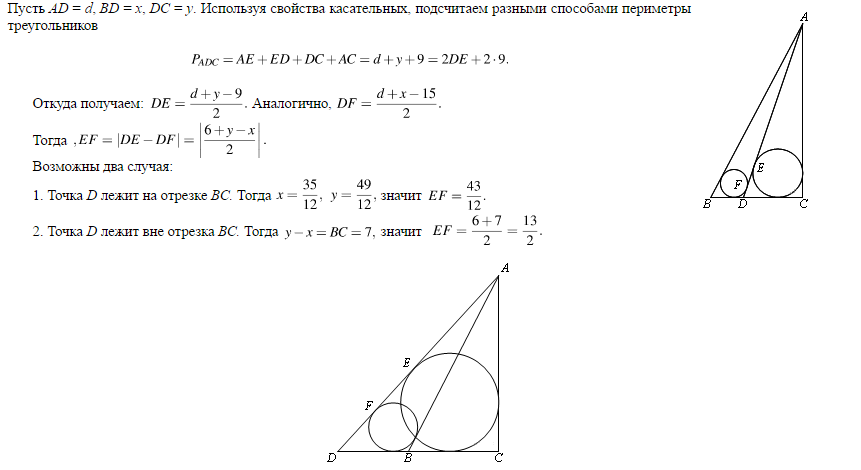 Пусть AD = d, BD = x, DC = y. Используя свойства касательных, подсчитаем разными способами периметры
треугольников
P_{ADC} = AE + ED + DC + AC = d + y + 9 = 2DE + 2 · 9.
Откуда получаем: DE = \frac{d + y − 9}{2}. Аналогично, DF = \frac{d + x − 15}{2}.
Тогда , EF = |DE − DF| = \left|\frac{6 + y − x}{2}\right|.
Возможны два случая:
1. Точка D лежит на отрезке BC. Тогда x = \frac{35}{12}, y = \frac{49}{12}, значит EF = \frac{43}{12}.
2. Точка D лежит вне отрезка BC. Тогда y − x = BC = 7, значит EF = \frac{6 + 7}{2} = \frac{13}{2}.
A
E
F
B D C
A
E
F
D B C